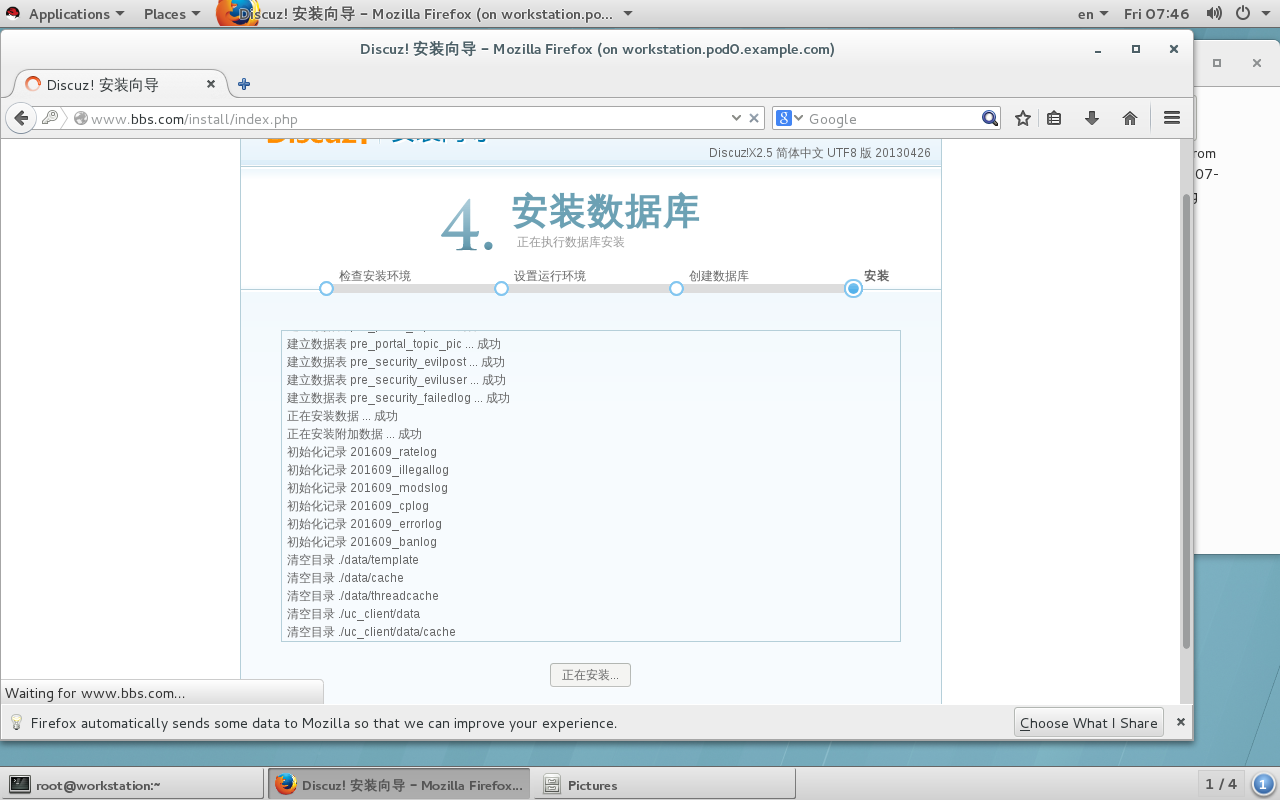 Applications Places Discuz! 安装向导 - Mozilla Firefox (on workstation.po... en Fri 07:46
Discuz! 安装向导 - Mozilla Firefox (on workstation.pod0.example.com)
Discuz! 安装向导
www.bbs.com/install/index.php
Google
Discuz! 安装向导
Discuz!X2.5 简体中文 UTF8 版 20130426
4. 安装数据库
正在执行数据库安装
检查安装环境 设置运行环境 创建数据库 安装
建立数据表 pre_portal_topic_pic ... 成功
建立数据表 pre_security_evilpost ... 成功
建立数据表 pre_security_eviluser ... 成功
建立数据表 pre_security_failedlog ... 成功
正在安装数据 ... 成功
正在安装附加数据 ... 成功
初始化记录 201609_ratelog
初始化记录 201609_illegallog
初始化记录 201609_modslog
初始化记录 201609_cplog
初始化记录 201609_errorlog
初始化记录 201609_banlog
清空目录 ./data/template
清空目录 ./data/cache
清空目录 ./data/threadcache
清空目录 ./uc_client/data
清空目录 ./uc_client/data/cache
正在安装...
Waiting for www.bbs.com...
Firefox automatically sends some data to Mozilla so that we can improve your experience. Choose What I Share
rom
07-
root@workstation:~ Discuz! 安装向导 - Mozilla Firefox... Pictures 1 / 4 1